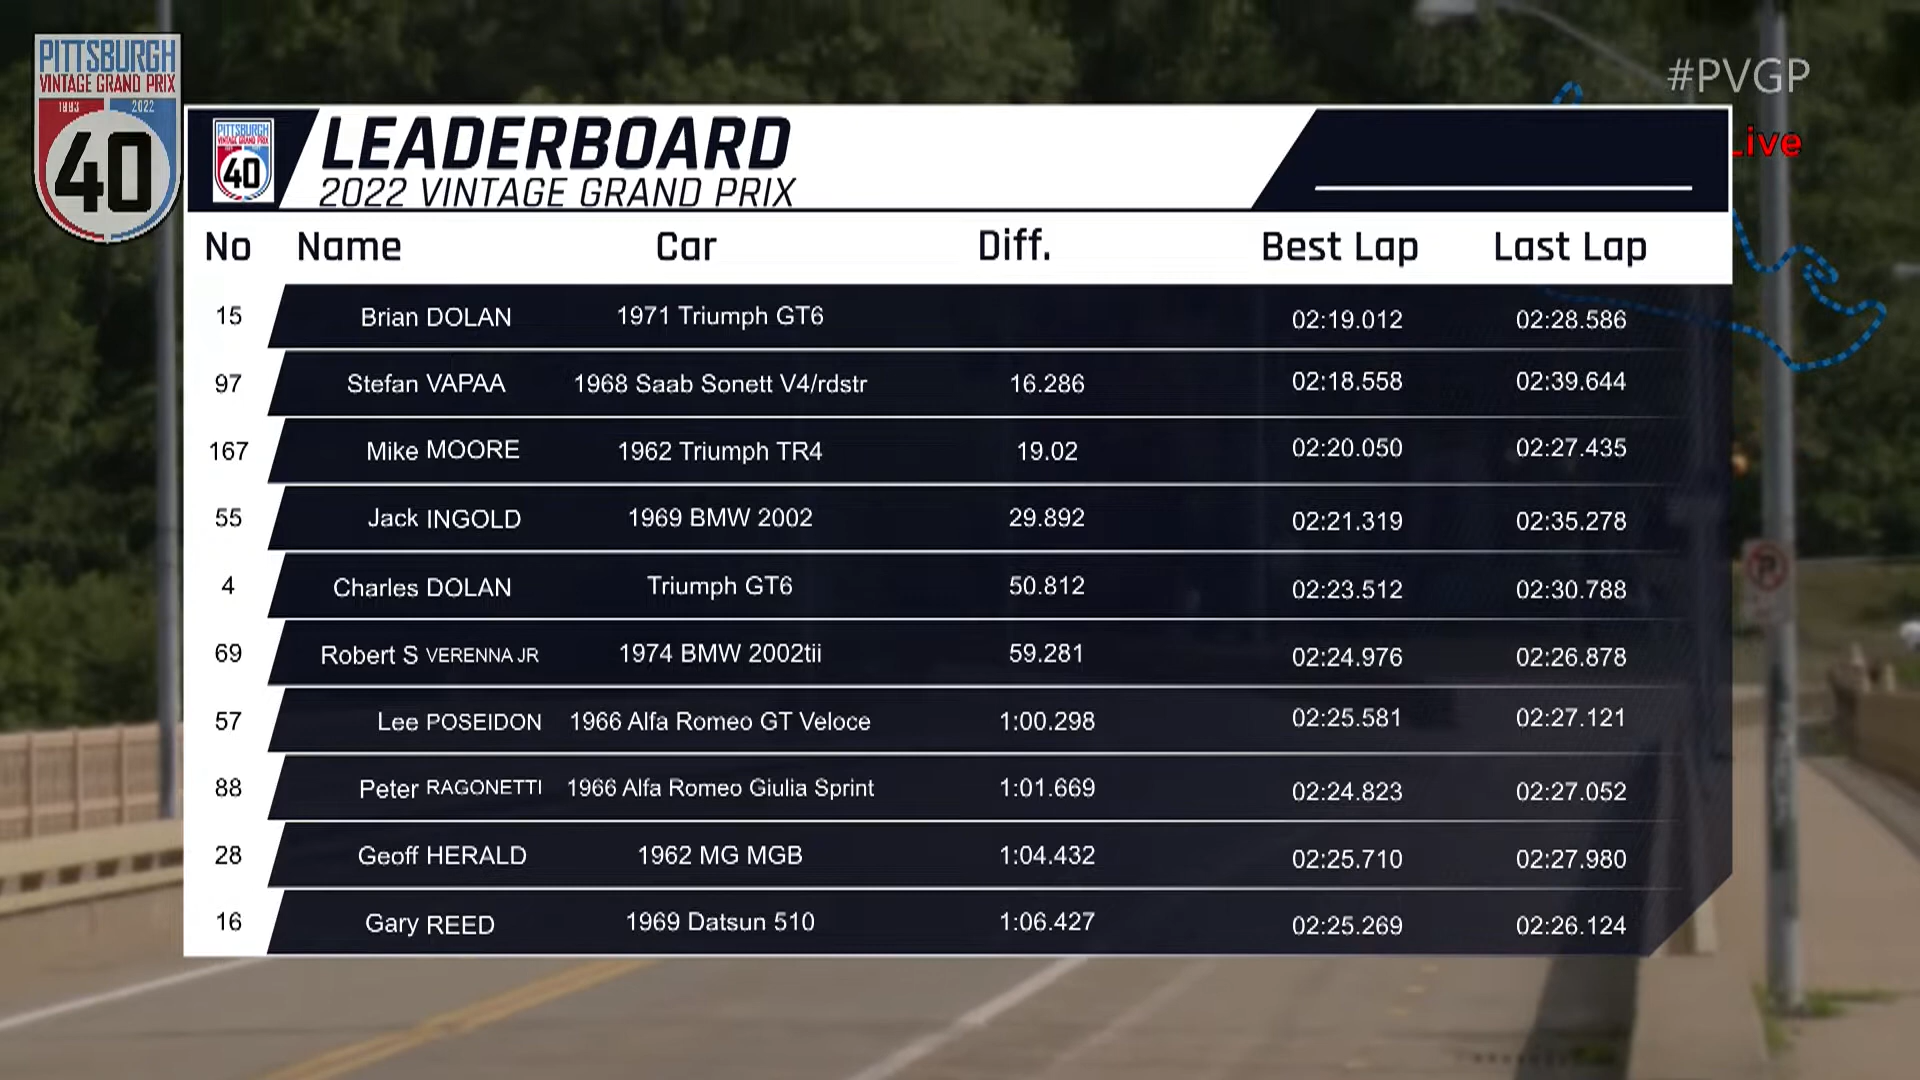 PITTSBURGH
VINTAGE GRAND PRIX
1983 2022
40
#PVGP
Live
PITTSBURGH
VINTAGE GRAND PRIX
40
LEADERBOARD
2022 VINTAGE GRAND PRIX
No Name Car Diff. Best Lap Last Lap
15 Brian DOLAN 1971 Triumph GT6 02:19.012 02:28.586
97 Stefan VAPAA 1968 Saab Sonett V4/rdstr 16.286 02:18.558 02:39.644
167 Mike MOORE 1962 Triumph TR4 19.02 02:20.050 02:27.435
55 Jack INGOLD 1969 BMW 2002 29.892 02:21.319 02:35.278
4 Charles DOLAN Triumph GT6 50.812 02:23.512 02:30.788
69 Robert S VERENNA JR 1974 BMW 2002tii 59.281 02:24.976 02:26.878
57 Lee POSEIDON 1966 Alfa Romeo GT Veloce 1:00.298 02:25.581 02:27.121
88 Peter RAGONETTI 1966 Alfa Romeo Giulia Sprint 1:01.669 02:24.823 02:27.052
28 Geoff HERALD 1962 MG MGB 1:04.432 02:25.710 02:27.980
16 Gary REED 1969 Datsun 510 1:06.427 02:25.269 02:26.124